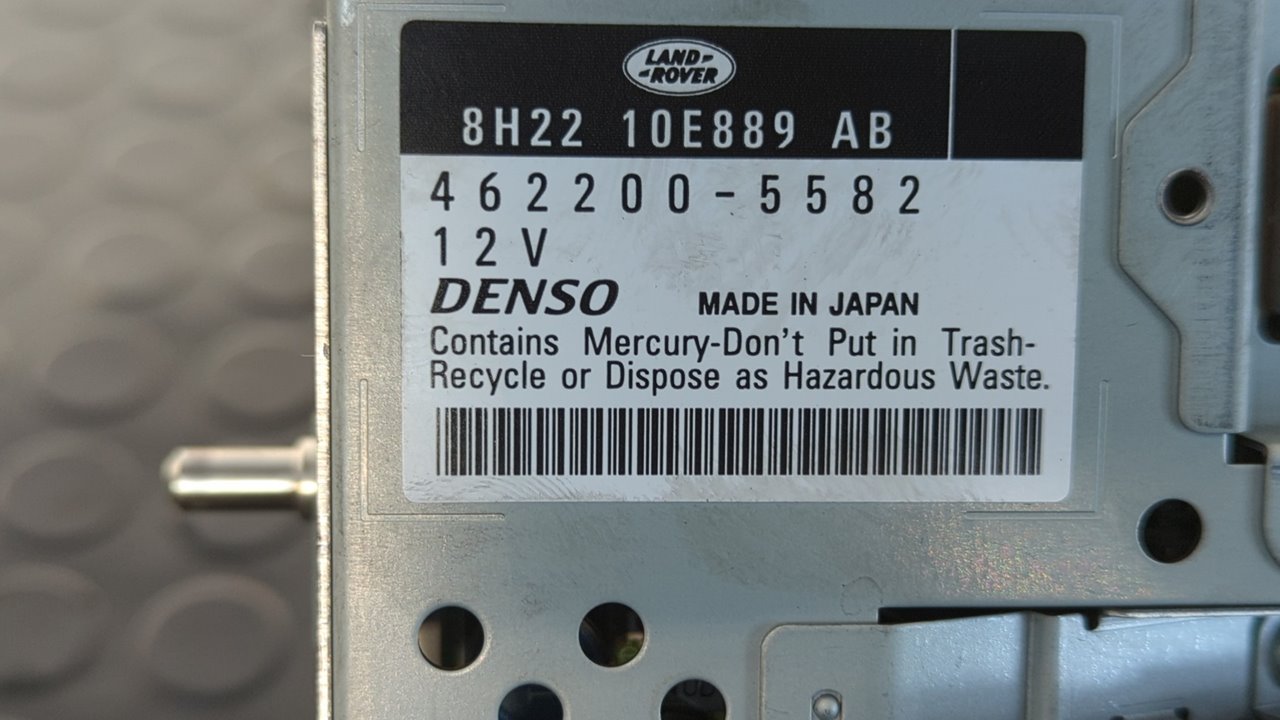 LAND-
-ROVER
8H22 10E889 AB
462200-5582
12V
DENSO MADE IN JAPAN
Contains Mercury-Don't Put in Trash-
Recycle or Dispose as Hazardous Waste.